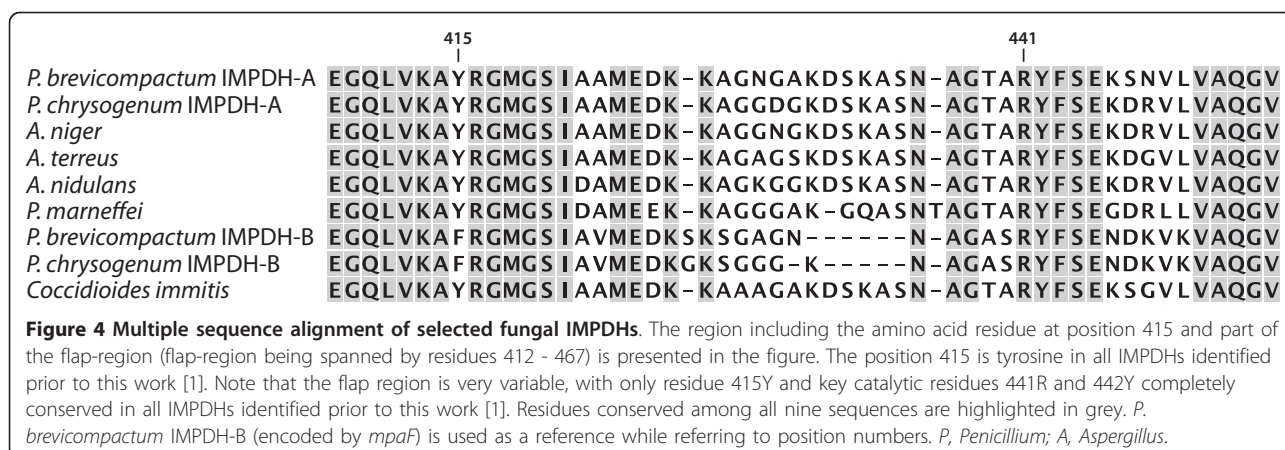 415 441
P. brevicompactum IMPDH-A EGQLVKAYRGMGSIAAMEDK-KAGNGAKDSKASN-AGTARYFSEKSNVLVAQGV
P. chrysogenum IMPDH-A EGQLVKAYRGMGSIAAMEDK-KAGGDGKDSKASN-AGTARYFSEKDRVLVAQGV
A. niger EGQLVKAYRGMGSIAAMEDK-KAGGNGKDSKASN-AGTARYFSEKDRVLVAQGV
A. terreus EGQLVKAYRGMGSIAAMEDK-KAGAGSKDSKASN-AGTARYFSEKDGVLVAQGV
A. nidulans EGQLVKAYRGMGSIDAMEDK-KAGKGGKDSKASN-AGTARYFSEKDRVLVAQGV
P. marneffei EGQLVKAYRGMGSIDAMEEK-KAGGGAK-GQASNTAGTARYFSEGDRLLVAQGV
P. brevicompactum IMPDH-B EGQLVKAFRGMGSIAVMEDKSKSGAGN------N-AGASRYFSENDKVKVAQGV
P. chrysogenum IMPDH-B EGQLVKAFRGMGSIAVMEDKGKSGGG-K-----N-AGASRYFSENDKVKVAQGV
Coccidioides immitis EGQLVKAYRGMGSIAAMEDK-KAAAGAKDSKASN-AGTARYFSEKSGVLVAQGV
Figure 4 Multiple sequence alignment of selected fungal IMPDHs. The region including the amino acid residue at position 415 and part of
the flap-region (flap-region being spanned by residues 412 - 467) is presented in the figure. The position 415 is tyrosine in all IMPDHs identified
prior to this work [1]. Note that the flap region is very variable, with only residue 415Y and key catalytic residues 441R and 442Y completely
conserved in all IMPDHs identified prior to this work [1]. Residues conserved among all nine sequences are highlighted in grey. P.
brevicompactum IMPDH-B (encoded by mpaF) is used as a reference while referring to position numbers. P, Penicillium; A, Aspergillus.